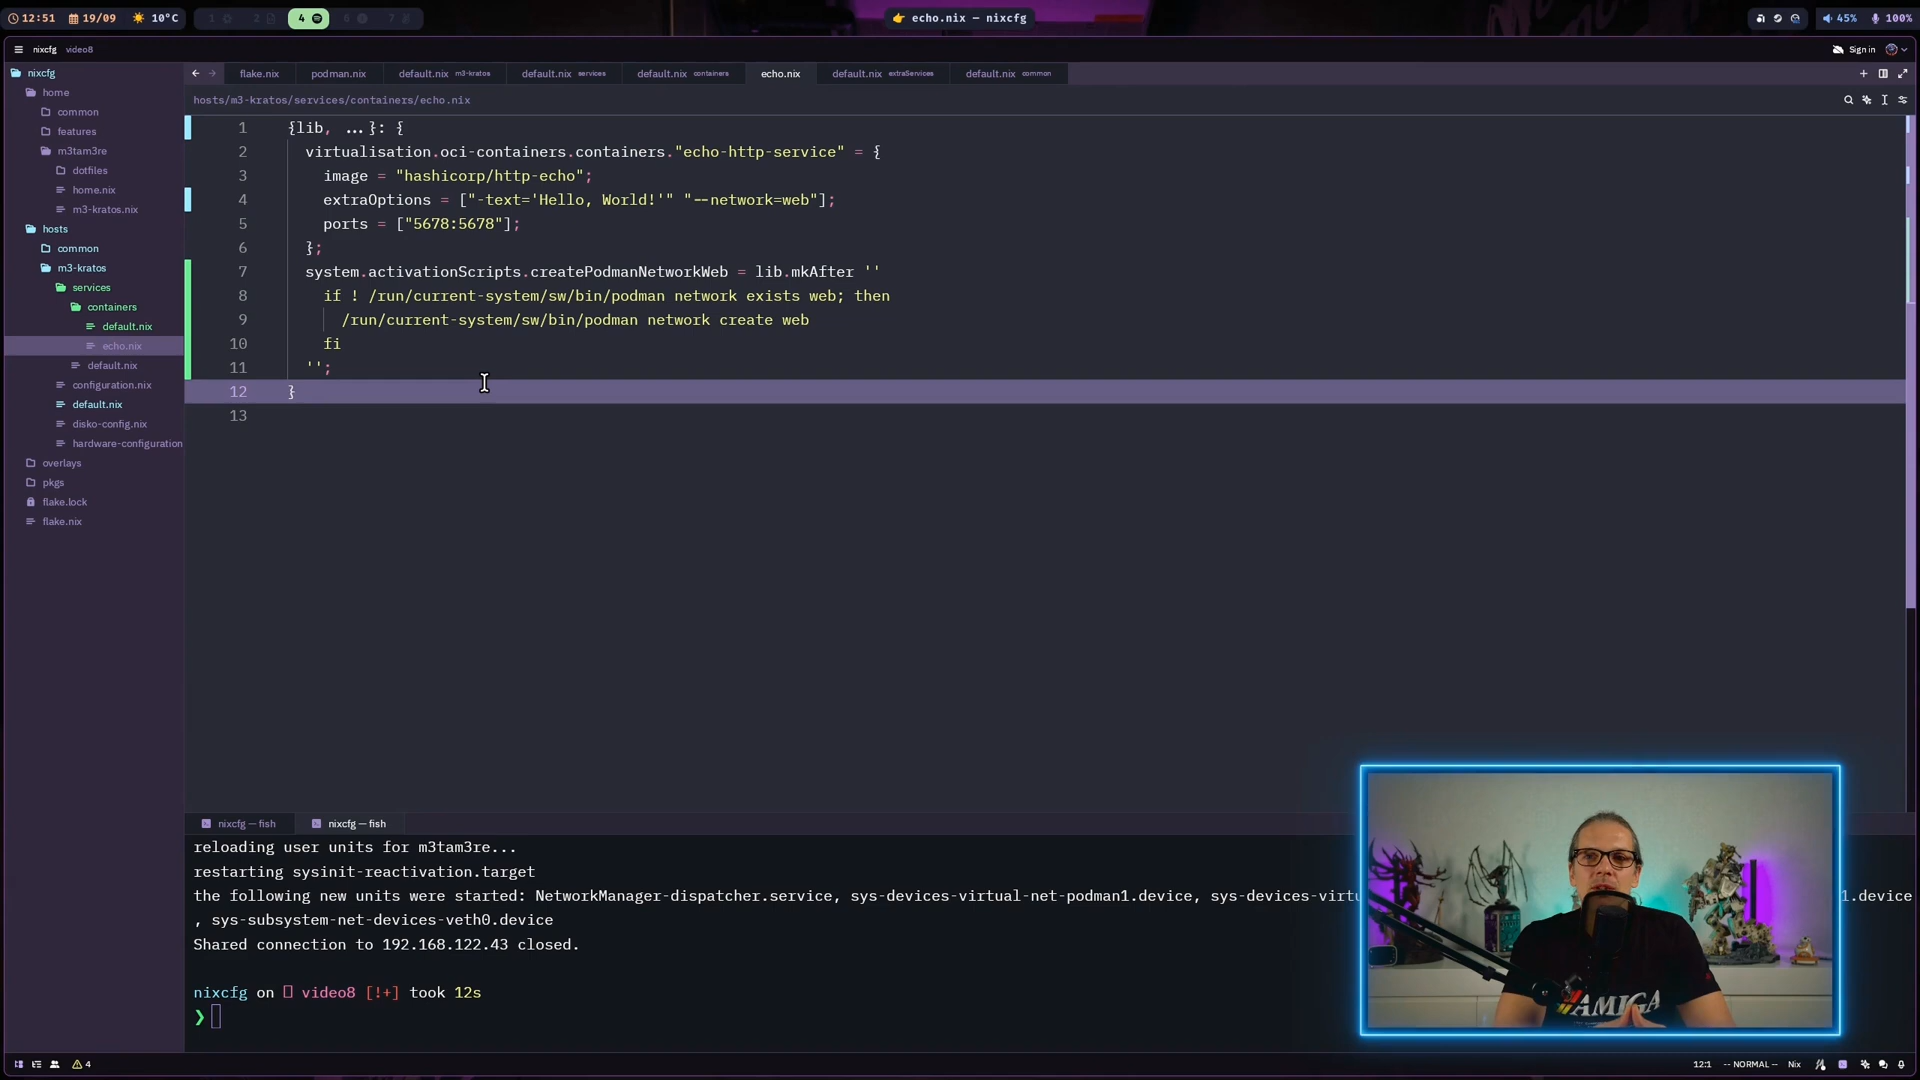 12:51 19/09 10°C 1 2 4 6 7 👉 echo.nix — nixcfg 45% 100%
nixcfg video8 Sign in
nixcfg
home
common
features
m3tam3re
dotfiles
home.nix
m3-kratos.nix
hosts
common
m3-kratos
services
containers
default.nix
echo.nix
default.nix
configuration.nix
default.nix
disko-config.nix
hardware-configuration
overlays
pkgs
flake.lock
flake.nix
flake.nix podman.nix default.nix m3-kratos default.nix services default.nix containers echo.nix default.nix extraServices default.nix common
hosts/m3-kratos/services/containers/echo.nix
1 {lib, ...}: {
2 virtualisation.oci-containers.containers."echo-http-service" = {
3 image = "hashicorp/http-echo";
4 extraOptions = ["-text='Hello, World!'" "--network=web"];
5 ports = ["5678:5678"];
6 };
7 system.activationScripts.createPodmanNetworkWeb = lib.mkAfter ''
8 if ! /run/current-system/sw/bin/podman network exists web; then
9 /run/current-system/sw/bin/podman network create web
10 fi
11 '';
12 }
13
nixcfg — fish nixcfg — fish
reloading user units for m3tam3re...
restarting sysinit-reactivation.target
the following new units were started: NetworkManager-dispatcher.service, sys-devices-virtual-net-podman1.device, sys-devices-virtu 1.device
, sys-subsystem-net-devices-veth0.device
Shared connection to 192.168.122.43 closed.
nixcfg on video8 [!+] took 12s
❯
AMIGA
4 12:1 -- NORMAL -- Nix